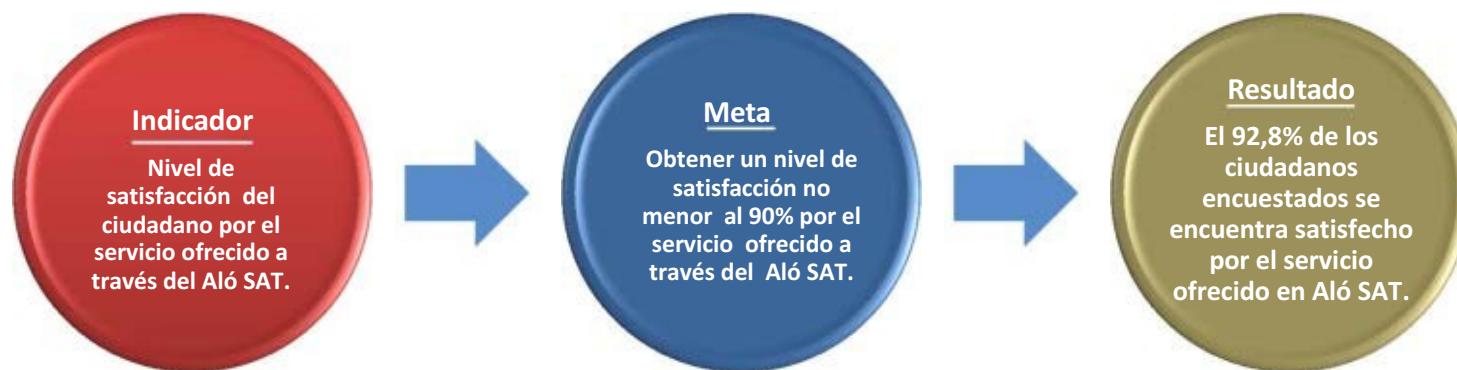 Indicador
Nivel de
satisfacción del
ciudadano por el
servicio ofrecido a
través del Aló SAT.
Meta
Obtener un nivel de
satisfacción no
menor al 90% por el
servicio ofrecido a
través del Aló SAT.
Resultado
El 92,8% de los
ciudadanos
encuestados se
encuentra satisfecho
por el servicio
ofrecido en Aló SAT.